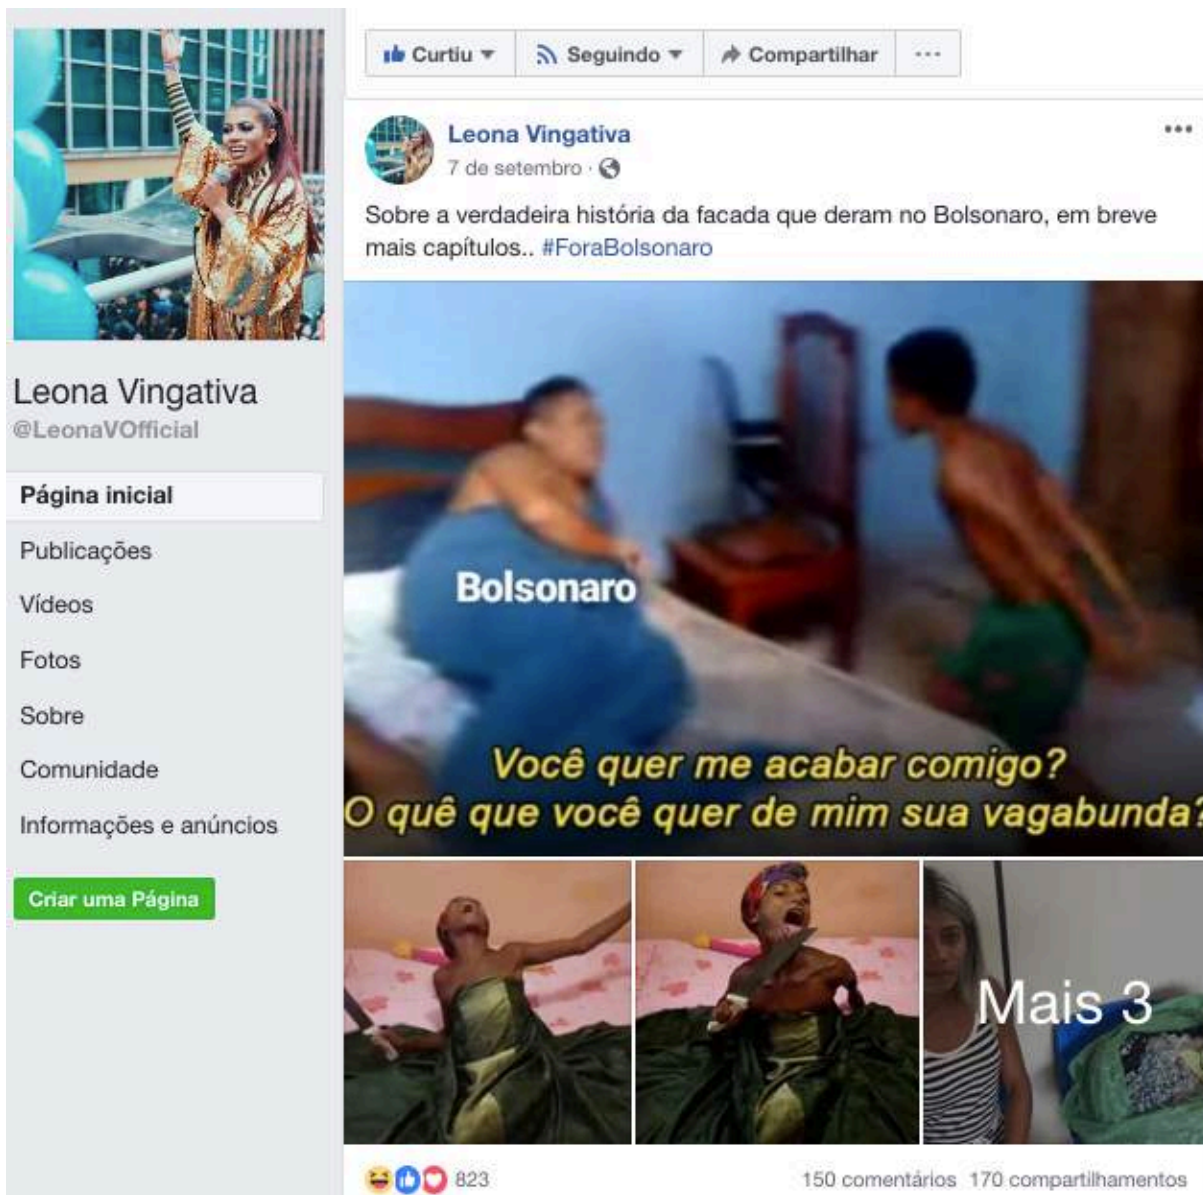 Curtiu
Seguindo
Compartilhar
Leona Vingativa
7 de setembro
Sobre a verdadeira história da facada que deram no Bolsonaro, em breve
mais capítulos.. #ForaBolsonaro
Leona Vingativa
@LeonaVOfficial
Página inicial
Publicações
Vídeos
Fotos
Sobre
Comunidade
Informações e anúncios
Criar uma Página
Bolsonaro
Você quer me acabar comigo?
O quê que você quer de mim sua vagabunda?
Mais 3
823
150 comentários 170 compartilhamentos